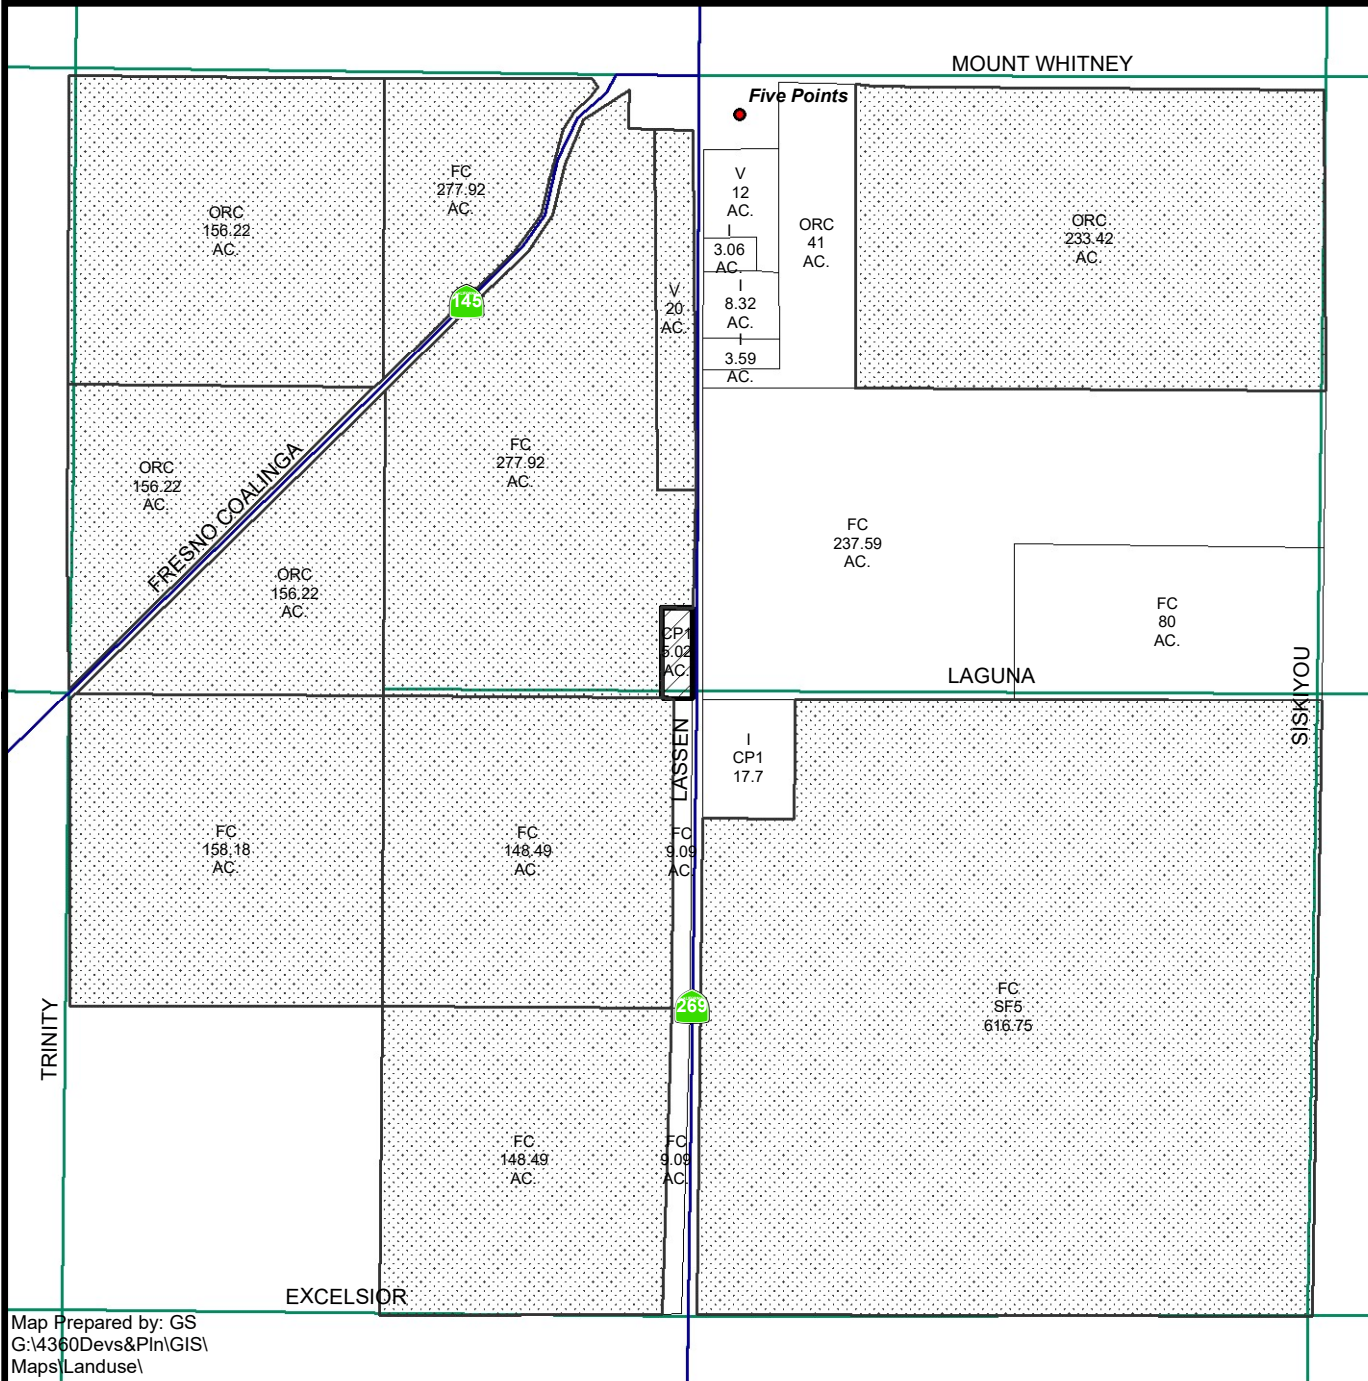 MOUNT WHITNEY
Five Points
FC
277.92
AC.
V
12
AC.
ORC
156.22
AC.
ORC
41
AC.
ORC
233.42
AC.
I
3.06
AC.
145
V
20
AC.
I
8.32
AC.
I
3.59
AC.
FRESNO COALINGA
ORC
156.22
AC.
FC
277.92
AC.
FC
237.59
AC.
ORC
156.22
AC.
FC
80
AC.
CP1
5.02
AC.
LAGUNA
SISKIYOU
LASSEN
I
CP1
17.7
FC
158.18
AC.
FC
148.49
AC.
FC
9.09
AC.
TRINITY
269
FC
SF5
616.75
FC
148.49
AC.
FC
9.09
AC.
EXCELSIOR
Map Prepared by: GS
G:\4360Devs&Pln\GIS\
Maps\Landuse\